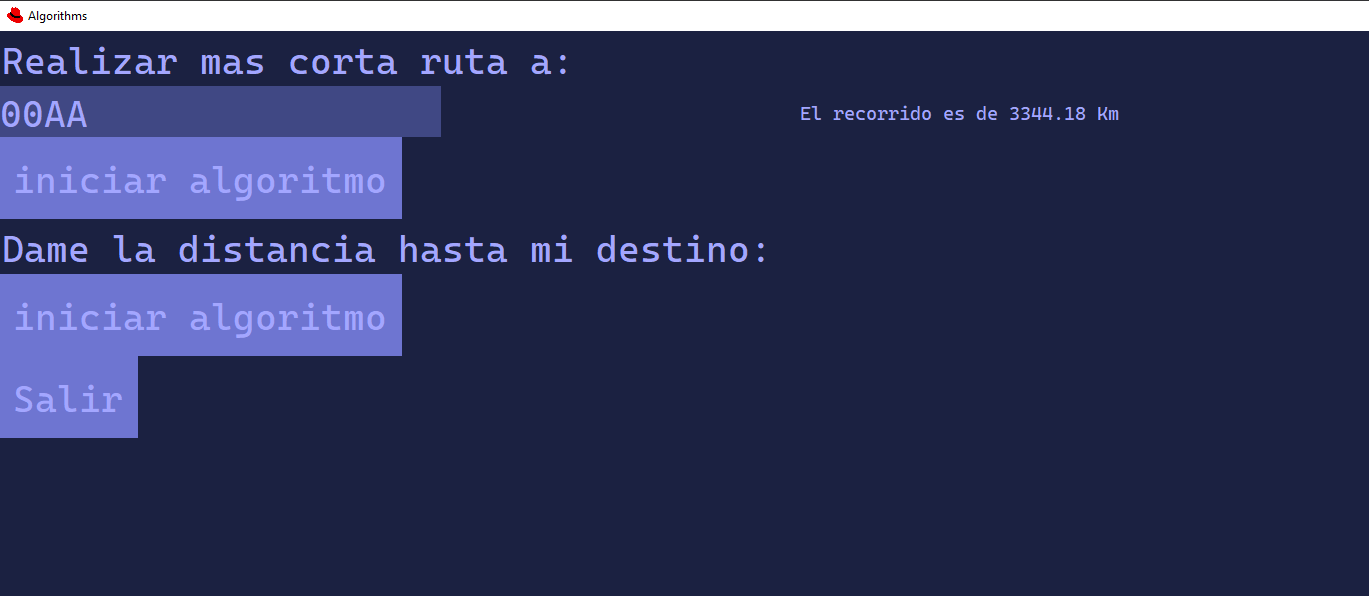 Algorithms
Realizar mas corta ruta a:
00AA
El recorrido es de 3344.18 Km
iniciar algoritmo
Dame la distancia hasta mi destino:
iniciar algoritmo
Salir